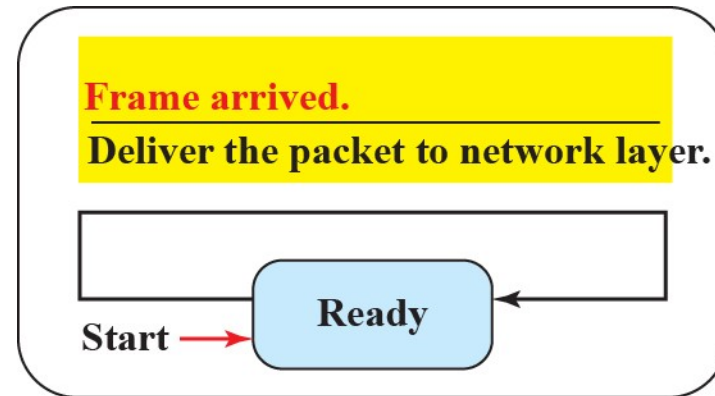 Frame arrived.
Deliver the packet to network layer.
Ready
Start